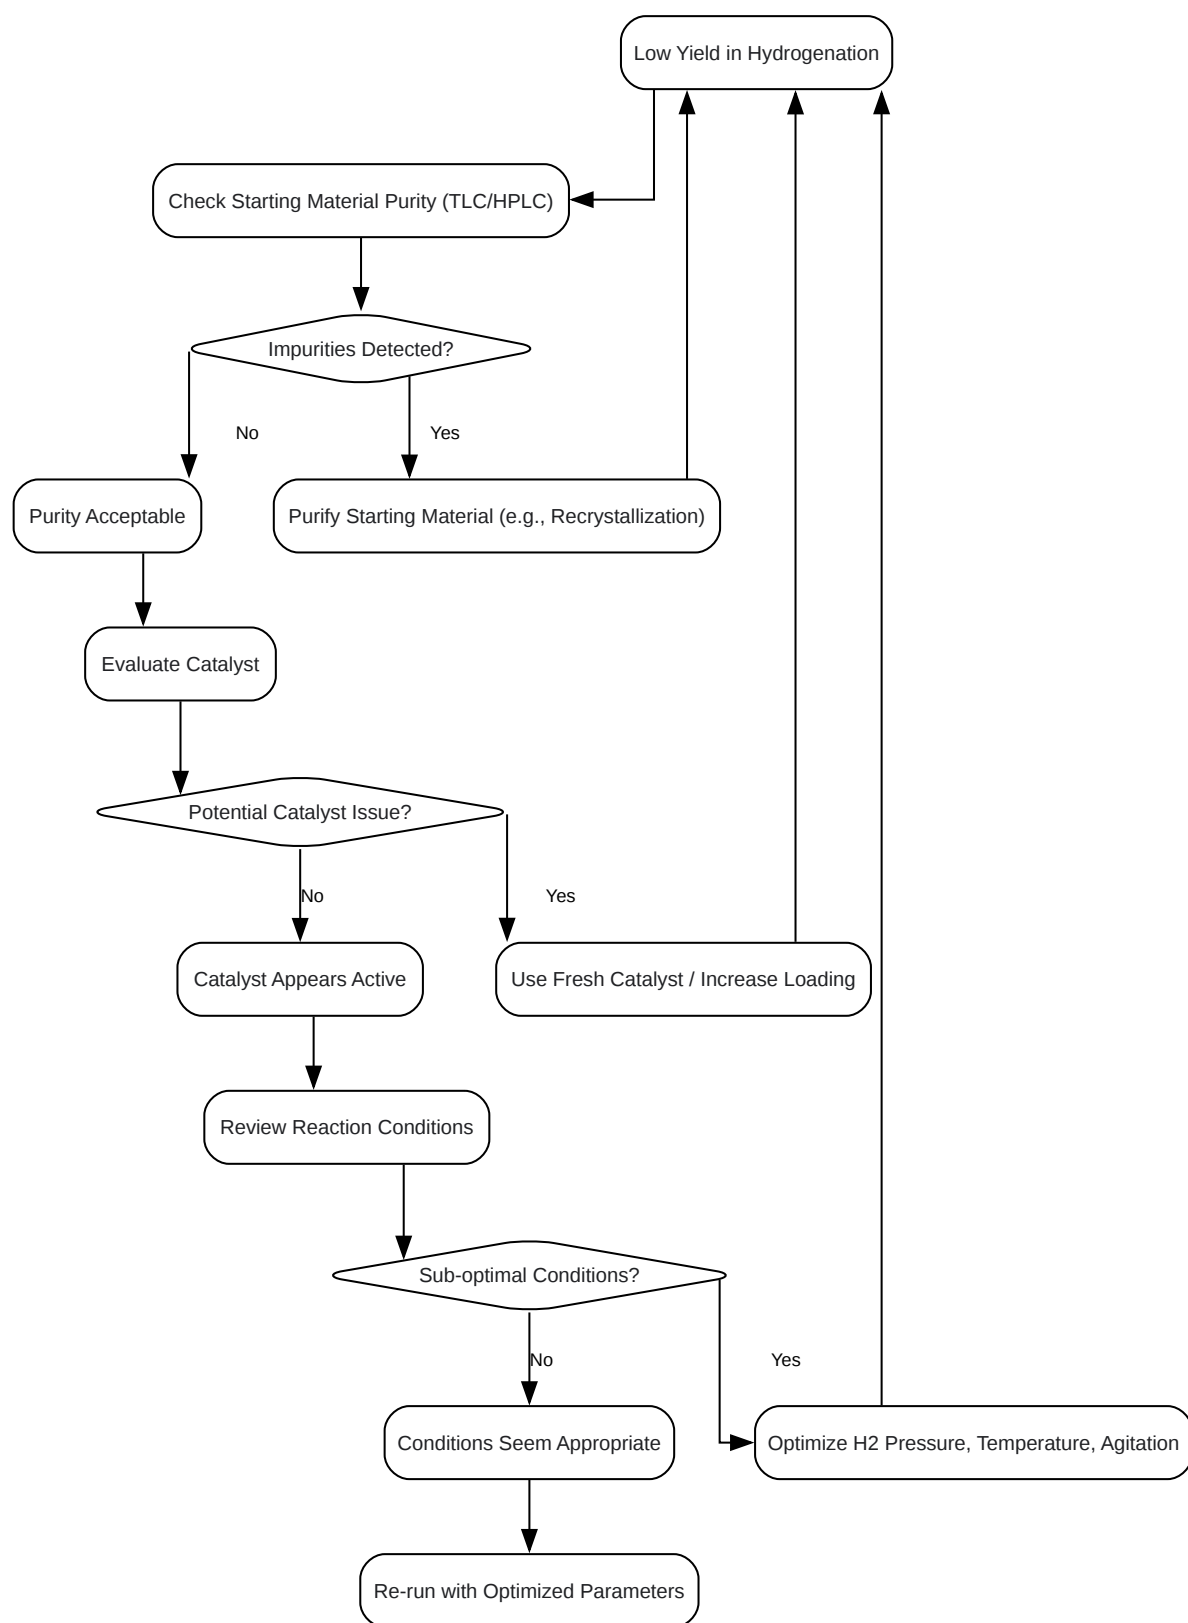 Low Yield in Hydrogenation
Check Starting Material Purity (TLC/HPLC)
Impurities Detected?
No
Yes
Purity Acceptable
Purify Starting Material (e.g., Recrystallization)
Evaluate Catalyst
Potential Catalyst Issue?
No
Yes
Catalyst Appears Active
Use Fresh Catalyst / Increase Loading
Review Reaction Conditions
Sub-optimal Conditions?
No
Yes
Conditions Seem Appropriate
Optimize H2 Pressure, Temperature, Agitation
Re-run with Optimized Parameters